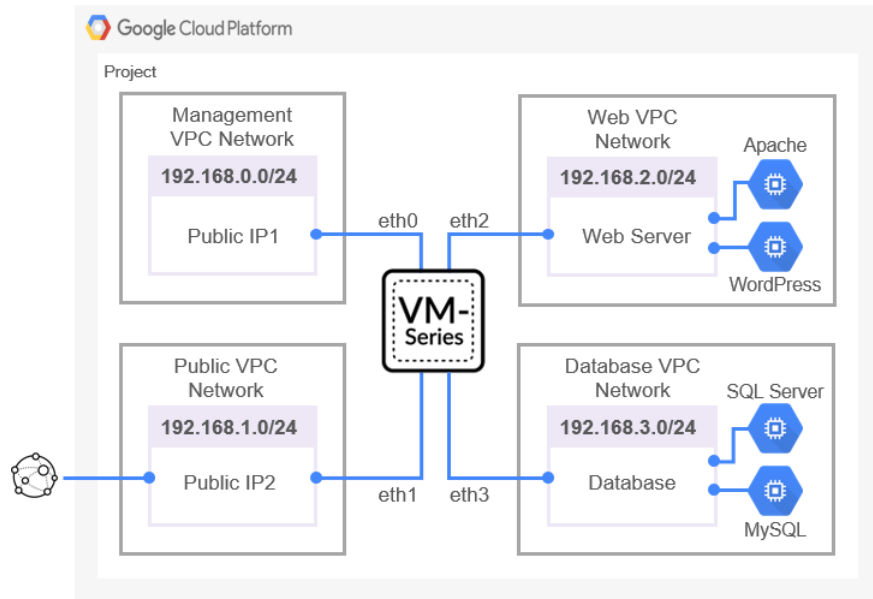 Google Cloud Platform
Project
Management
VPC Network
192.168.0.0/24
Public IP1
eth0
eth2
Web VPC
Network
192.168.2.0/24
Web Server
Apache
WordPress
VM-
Series
Public VPC
Network
192.168.1.0/24
Public IP2
eth1
eth3
Database VPC
Network
192.168.3.0/24
Database
SQL Server
MySQL